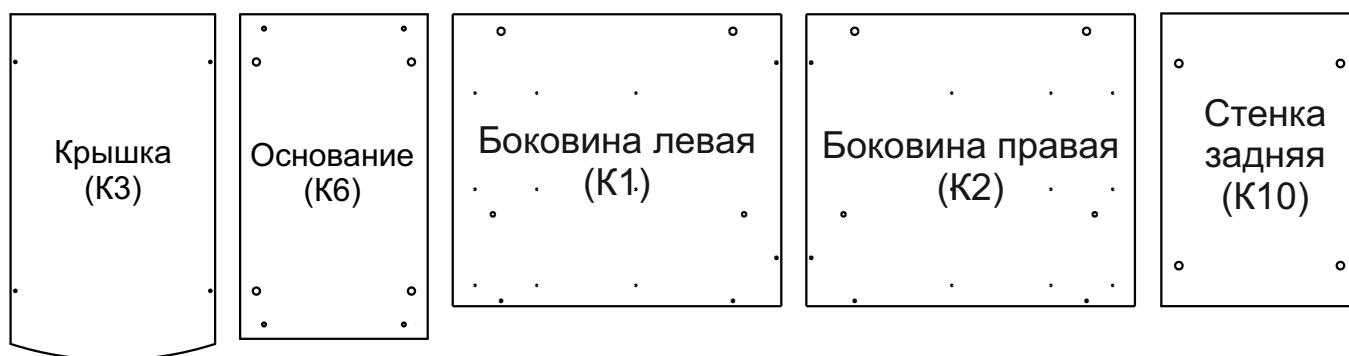 Крышка
(К3)
Основание
(К6)
Боковина левая
(К1)
Боковина правая
(К2)
Стенка
задняя
(К10)